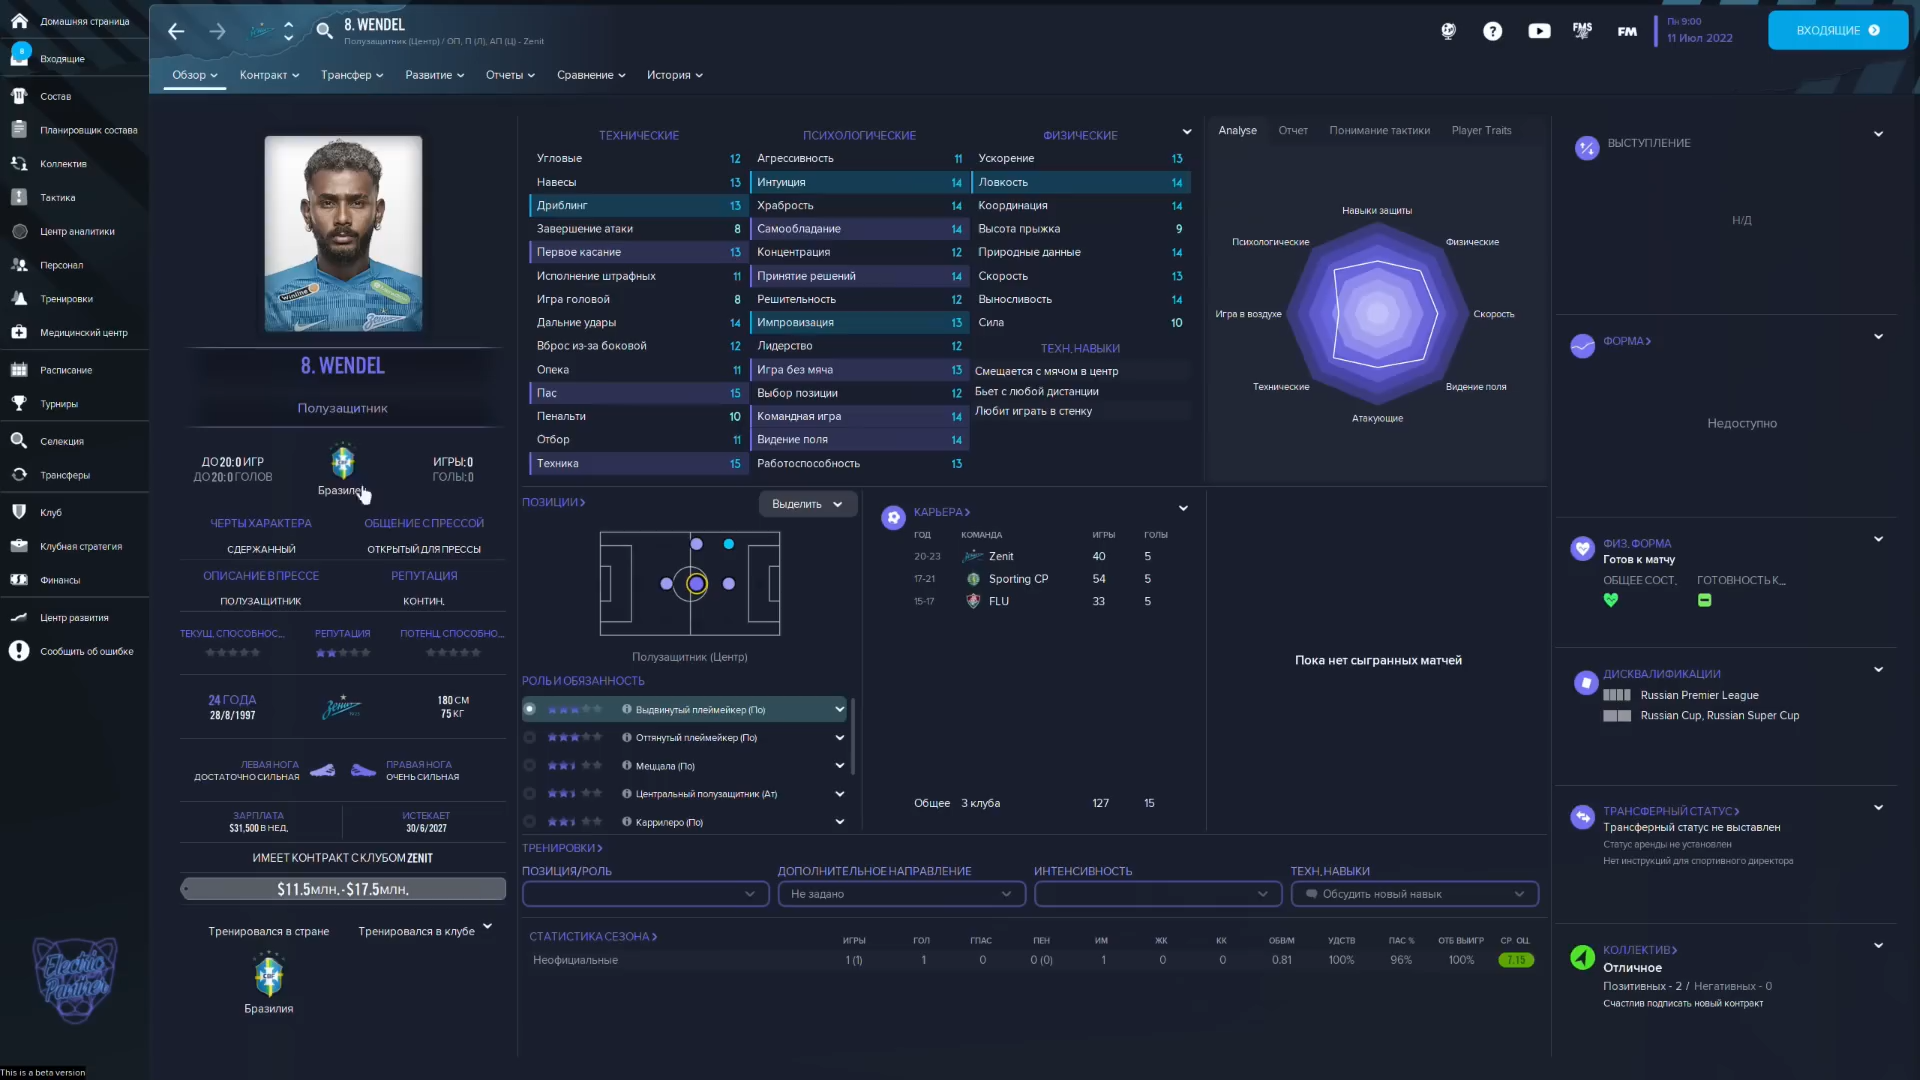 Домашняя страница
8
Входящие
Состав
Планировщик состава
Коллектив
Тактика
Центр аналитики
Персонал
Тренировки
Медицинский центр
Расписание
Турниры
Селекция
Трансферы
Клуб
Клубная стратегия
Финансы
Центр развития
Сообщить об ошибке
Electric Panther
This is a beta version
8. WENDEL
Полузащитник (Центр) / ОП, П (Л), АП (Ц) - Zenit
FMS
FM
Пн 9:00
11 Июл 2022
ВХОДЯЩИЕ
Обзор
Контракт
Трансфер
Развитие
Отчеты
Сравнение
История
winline
8. WENDEL
Полузащитник
ДО 20: 0 ИГР
ДО 20: 0 ГОЛОВ
Бразилец
ИГРЫ: 0
ГОЛЫ: 0
ЧЕРТЫ ХАРАКТЕРА
СДЕРЖАННЫЙ
ОБЩЕНИЕ С ПРЕССОЙ
ОТКРЫТЫЙ ДЛЯ ПРЕССЫ
ОПИСАНИЕ В ПРЕССЕ
ПОЛУЗАЩИТНИК
РЕПУТАЦИЯ
КОНТИН.
ТЕКУЩ. СПОСОБНОС...
РЕПУТАЦИЯ
ПОТЕНЦ. СПОСОБНО...
24 ГОДА
28/8/1997
180 СМ
75 КГ
ЛЕВАЯ НОГА
ДОСТАТОЧНО СИЛЬНАЯ
ПРАВАЯ НОГА
ОЧЕНЬ СИЛЬНАЯ
ЗАРПЛАТА
$31,500 В НЕД.
ИСТЕКАЕТ
30/6/2027
ИМЕЕТ КОНТРАКТ С КЛУБОМ ZENIT
$11.5МЛН. - $17.5МЛН.
Тренировался в стране
Тренировался в клубе
Бразилия
ТЕХНИЧЕСКИЕ
Угловые 12
Навесы 13
Дриблинг 13
Завершение атаки 8
Первое касание 13
Исполнение штрафных 11
Игра головой 8
Дальние удары 14
Вброс из-за боковой 12
Опека 11
Пас 15
Пенальти 10
Отбор 11
Техника 15
ПСИХОЛОГИЧЕСКИЕ
Агрессивность 11
Интуиция 14
Храбрость 14
Самообладание 14
Концентрация 12
Принятие решений 14
Решительность 12
Импровизация 13
Лидерство 12
Игра без мяча 13
Выбор позиции 12
Командная игра 14
Видение поля 14
Работоспособность 13
ФИЗИЧЕСКИЕ
Ускорение 13
Ловкость 14
Координация 14
Высота прыжка 9
Природные данные 14
Скорость 13
Выносливость 14
Сила 10
ТЕХН. НАВЫКИ
Смещается с мячом в центр
Бьет с любой дистанции
Любит играть в стенку
Analyse
Отчет
Понимание тактики
Player Traits
Навыки защиты
Физические
Скорость
Видение поля
Атакующие
Технические
Игра в воздухе
Психологические
ПОЗИЦИИ
Выделить
Полузащитник (Центр)
РОЛЬ И ОБЯЗАННОСТЬ
Выдвинутый плеймейкер (По)
Оттянутый плеймейкер (По)
Меццала (По)
Центральный полузащитник (Ат)
Каррилеро (По)
КАРЬЕРА
ГОД КОМАНДА ИГРЫ ГОЛЫ
20-23 Zenit 40 5
17-21 Sporting CP 54 5
15-17 FLU 33 5
Общее 3 клуба 127 15
Пока нет сыгранных матчей
ТРЕНИРОВКИ
ПОЗИЦИЯ/РОЛЬ
ДОПОЛНИТЕЛЬНОЕ НАПРАВЛЕНИЕ
Не задано
ИНТЕНСИВНОСТЬ
ТЕХН. НАВЫКИ
Обсудить новый навык
СТАТИСТИКА СЕЗОНА ИГРЫ ГОЛ ГПАС ПЕН ИМ ЖК КК ОБВ/М УДСТВ ПАС % ОТБ ВЫИГР СР ОЦ
Неофициальные 1 (1) 1 0 0 (0) 1 0 0 0.81 100% 96% 100% 7.15
ВЫСТУПЛЕНИЕ
Н/Д
ФОРМА
Недоступно
ФИЗ. ФОРМА
Готов к матчу
ОБЩЕЕ СОСТ.
ГОТОВНОСТЬ К...
ДИСКВАЛИФИКАЦИИ
Russian Premier League
Russian Cup, Russian Super Cup
ТРАНСФЕРНЫЙ СТАТУС
Трансферный статус не выставлен
Статус аренды не установлен
Нет инструкций для спортивного директора
КОЛЛЕКТИВ
Отличное
Позитивных - 2 / Негативных - 0
Счастлив подписать новый контракт